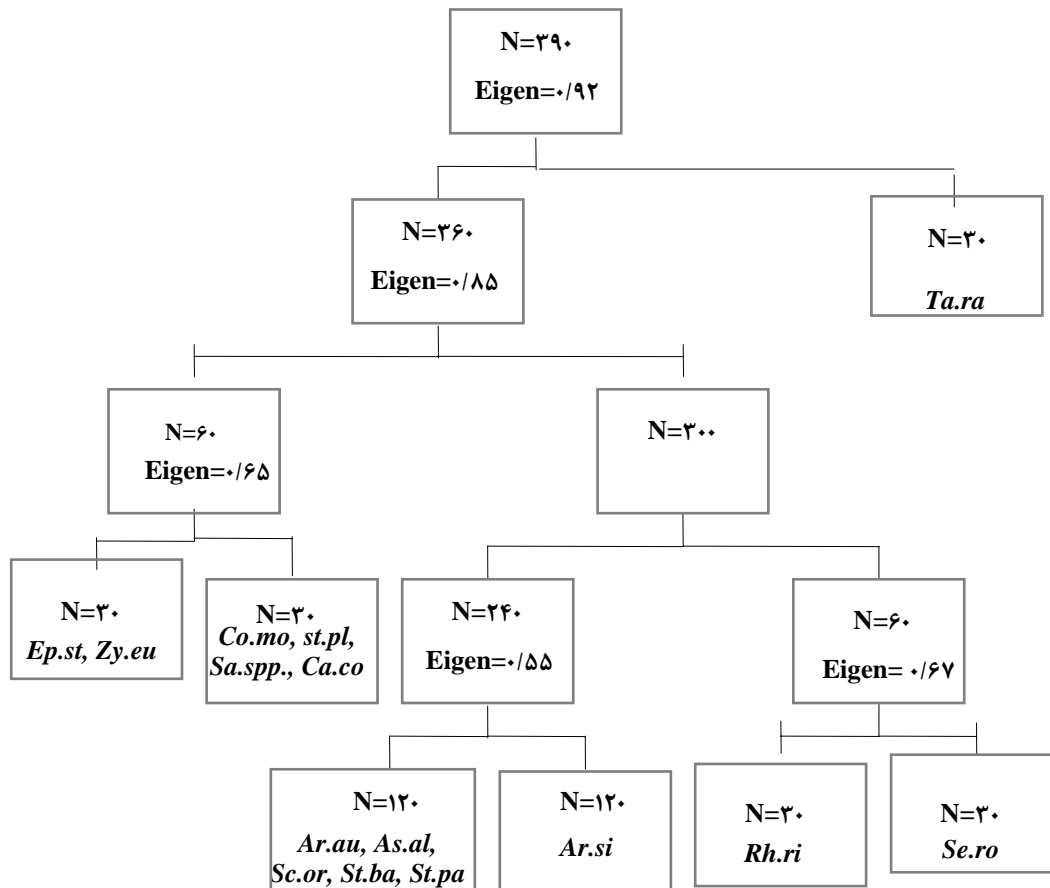 N=۳۹۰
Eigen=۰/۹۲
N=۳۶۰
Eigen=۰/۸۵
N=۳۰
Ta.ra
N=۶۰
Eigen=۰/۶۵
N=۳۰۰
N=۳۰
Ep.st, Zy.eu
N=۳۰
Co.mo, st.pl,
Sa.spp., Ca.co
N=۲۴۰
Eigen=۰/۵۵
N=۶۰
Eigen= ۰/۶۷
N=۱۲۰
Ar.au, As.al,
Sc.or, St.ba, St.pa
N=۱۲۰
Ar.si
N=۳۰
Rh.ri
N=۳۰
Se.ro